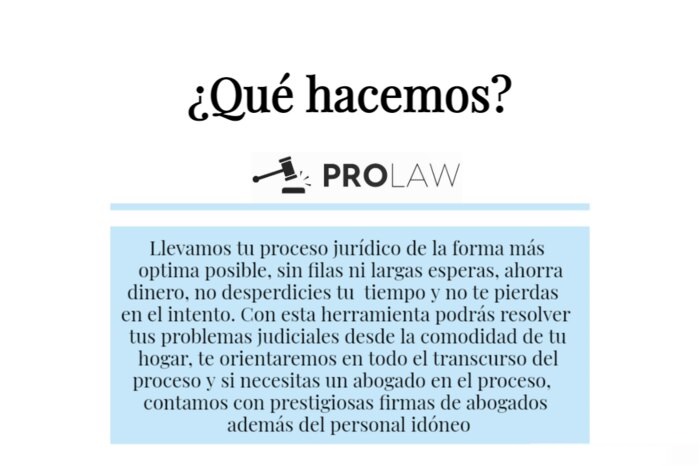 ¿Qué hacemos?
PROLAW
Llevamos tu proceso jurídico de la forma más
optima posible, sin filas ni largas esperas, ahorra
dinero, no desperdicies tu tiempo y no te pierdas
en el intento. Con esta herramienta podrás resolver
tus problemas judiciales desde la comodidad de tu
hogar, te orientaremos en todo el transcurso del
proceso y si necesitas un abogado en el proceso,
contamos con prestigiosas firmas de abogados
además del personal idóneo